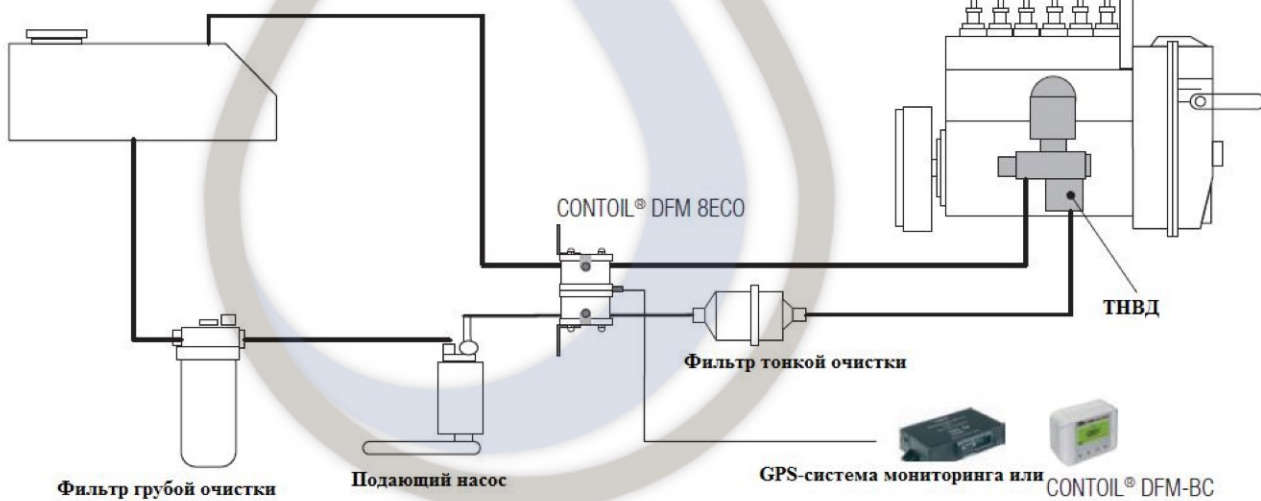 CONTOIL® DFM 8ECO
ТНВД
Фильтр тонкой очистки
Фильтр грубой очистки
Подающий насос
GPS-система мониторинга или
CONTOIL® DFM-BC